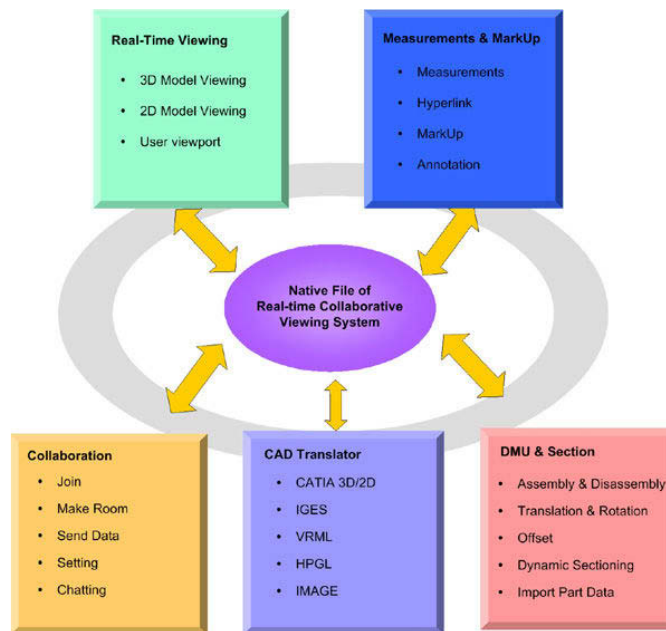 Real-Time Viewing
• 3D Model Viewing
• 2D Model Viewing
• User viewport
Measurements & MarkUp
• Measurements
• Hyperlink
• MarkUp
• Annotation
Native File of
Real-time Collaborative
Viewing System
Collaboration
• Join
• Make Room
• Send Data
• Setting
• Chatting
CAD Translator
• CATIA 3D/2D
• IGES
• VRML
• HPGL
• IMAGE
DMU & Section
• Assembly & Disassembly
• Translation & Rotation
• Offset
• Dynamic Sectioning
• Import Part Data